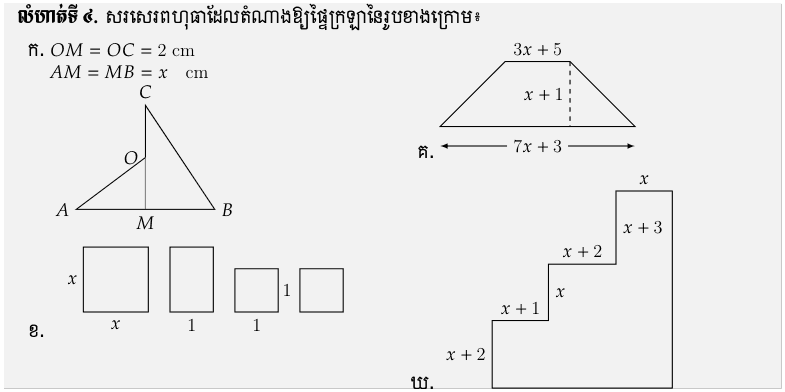 លំហាត់ទី ៤. សរសេរពហុធាដែលតំណាងឱ្យផ្ទៃក្រឡានៃរូបខាងក្រោម៖
ក. OM = OC = 2 cm
AM = MB = x cm
C
O
A
M
B
3x + 5
x + 1
7x + 3
គ.
x
x
1
1
1
ខ.
x
x + 3
x + 2
x
x + 1
x + 2
ឃ.